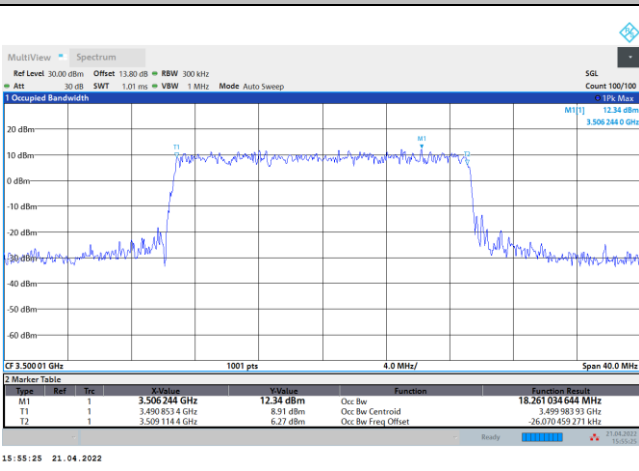 MultiView Spectrum
Ref Level 30.00 dBm Offset 13.80 dB RBW 300 kHz SGL
Att 30 dB SWT 1.01 ms VBW 1 MHz Mode Auto Sweep Count 100/100
1 Occupied Bandwidth 1Pk Max
M1[1] 12.34 dBm
3.506 244 0 GHz
20 dBm
M1
T1
10 dBm
0 dBm
-10 dBm
-20 dBm
-30 dBm
-40 dBm
-50 dBm
-60 dBm
CF 3.500 01 GHz 1001 pts 4.0 MHz/ Span 40.0 MHz
2 Marker Table
Type Ref Trc X-Value Y-Value Function Function Result
M1 1 3.506 244 GHz 12.34 dBm Occ Bw 18.261 034 644 MHz
T1 1 3.490 853 4 GHz 8.91 dBm Occ Bw Centroid 3.499 983 93 GHz
T2 1 3.509 114 4 GHz 6.27 dBm Occ Bw Freq Offset -26.070 459 271 kHz
Ready 21.04.2022
15:55:25
15:55:25 21.04.2022